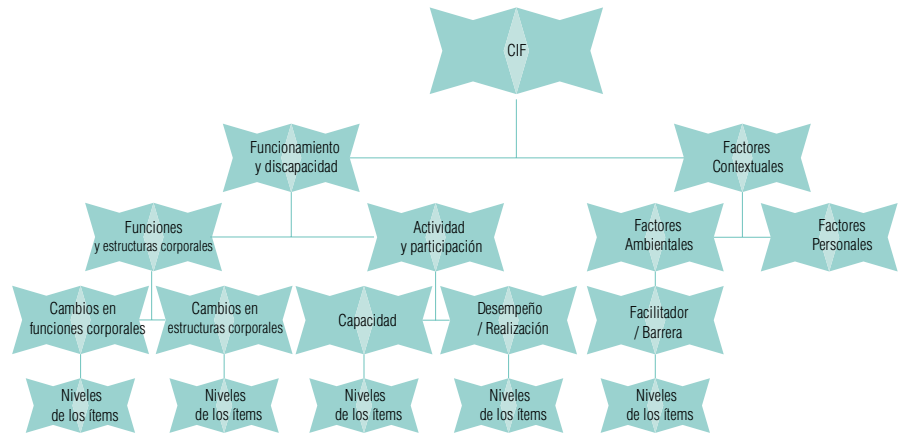 CIF
Funcionamiento
y discapacidad
Factores
Contextuales
Funciones
y estructuras corporales
Actividad
y participación
Factores
Ambientales
Factores
Personales
Cambios en
funciones corporales
Cambios en
estructuras corporales
Capacidad
Desempeño
/ Realización
Facilitador
/ Barrera
Niveles
de los ítems
Niveles
de los ítems
Niveles
de los ítems
Niveles
de los ítems
Niveles
de los ítems